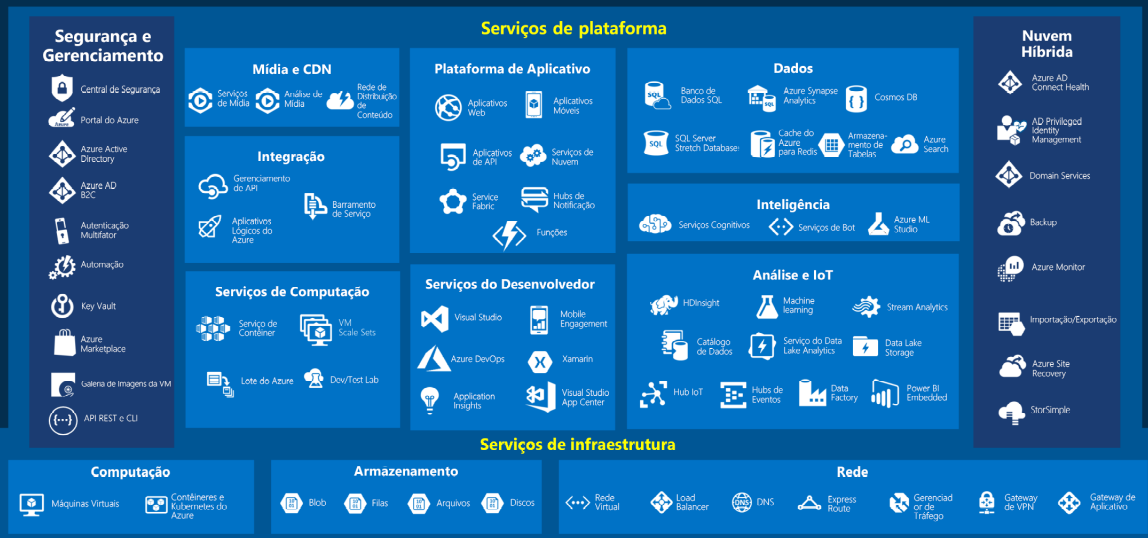 Serviços de plataforma
Segurança e
Gerenciamento
Central de Segurança
Azure
Portal do Azure
Azure Active
Directory
Azure AD
B2C
Autenticação
Multifator
Automação
Key Vault
Azure
Marketplace
Galeria de Imagens da VM
{···}
API REST e CLI
Mídia e CDN
Serviços
de Mídia
Análise de
Mídia
Rede de
Distribuição
de
Conteúdo
Integração
Gerenciamento
de API
Barramento
de Serviço
Aplicativos
Lógicos do
Azure
Serviços de Computação
Serviço de
Contêiner
VM
Scale Sets
Lote do Azure
Dev/Test Lab
Plataforma de Aplicativo
Aplicativos
Web
Aplicativos
Móveis
Aplicativos
de API
Serviços de
Nuvem
Service
Fabric
Hubs de
Notificação
Funções
Serviços do Desenvolvedor
Visual Studio
Mobile
Engagement
Azure DevOps
Xamarin
Application
Insights
Visual Studio
App Center
Dados
SQL
Banco de
Dados SQL
SQL
Azure Synapse
Analytics
Cosmos DB
SQL
SQL Server
Stretch Database
Cache do
Azure
para Redis
Armazena-
mento de
Tabelas
Azure
Search
Inteligência
Serviços Cognitivos
Serviços de Bot
Azure ML
Studio
Análise e IoT
HDInsight
Machine
learning
Stream Analytics
Catálogo
de Dados
Serviço do Data
Lake Analytics
Data Lake
Storage
Hub IoT
Hubs de
Eventos
Data
Factory
Power BI
Embedded
Nuvem
Híbrida
Azure AD
Connect Health
AD Privileged
Identity
Management
Domain Services
Backup
Azure Monitor
Importação/Exportação
Azure Site
Recovery
StorSimple
Serviços de infraestrutura
Computação
Máquinas Virtuais
Contêineres e
Kubernetes do
Azure
Armazenamento
Blob
Filas
Arquivos
Discos
Rede
Rede
Virtual
Load
Balancer
DNS
DNS
Express
Route
Gerenciad
or de
Tráfego
Gateway
de VPN
Gateway de
Aplicativo